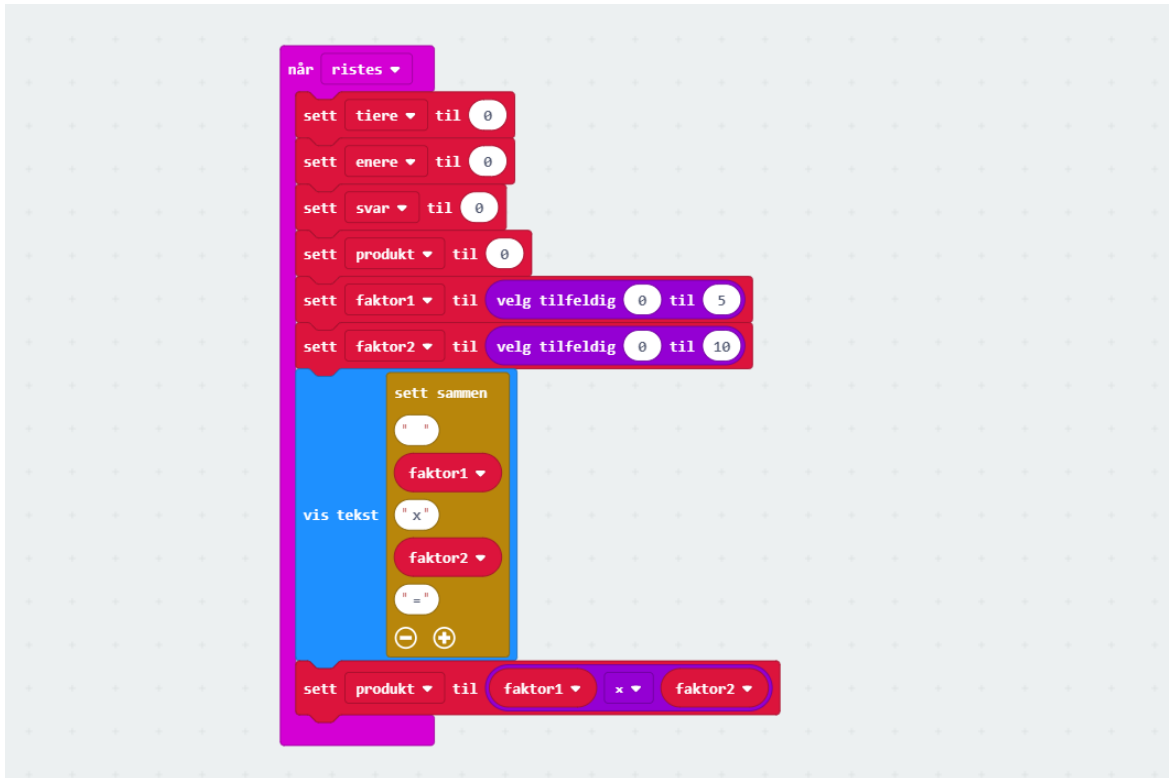 når ristes
sett tiere til 0
sett enere til 0
sett svar til 0
sett produkt til 0
sett faktor1 til velg tilfeldig 0 til 5
sett faktor2 til velg tilfeldig 0 til 10
sett sammen
" "
faktor1
vis tekst "x"
faktor2
"="
sett produkt til faktor1 x faktor2